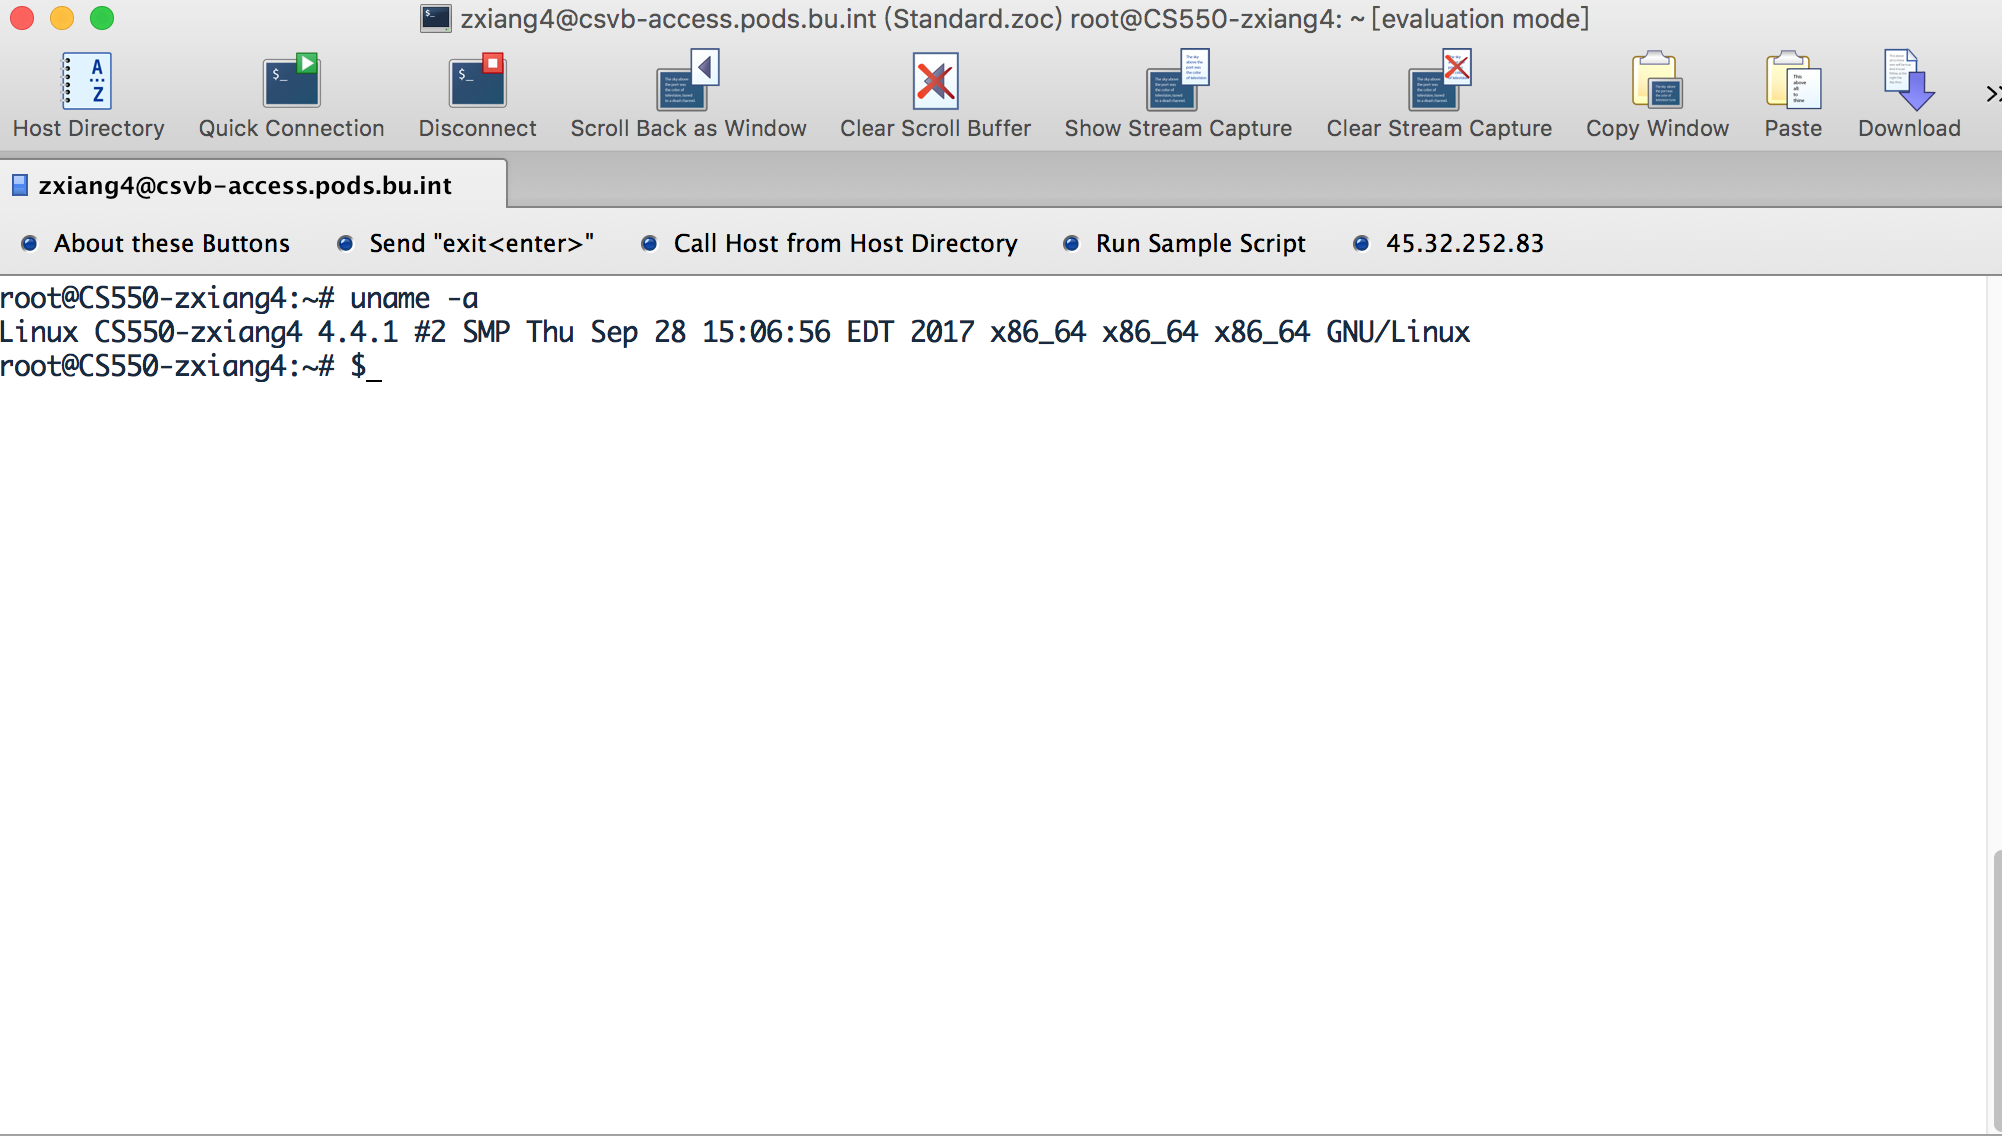 zxiang4@csvb-access.pods.bu.int (Standard.zoc) root@CS550-zxiang4: ~ [evaluation mode]
Host Directory Quick Connection Disconnect Scroll Back as Window Clear Scroll Buffer Show Stream Capture Clear Stream Capture Copy Window Paste Download
zxiang4@csvb-access.pods.bu.int
About these Buttons Send "exit<enter>" Call Host from Host Directory Run Sample Script 45.32.252.83
root@CS550-zxiang4:~# uname -a
Linux CS550-zxiang4 4.4.1 #2 SMP Thu Sep 28 15:06:56 EDT 2017 x86_64 x86_64 x86_64 GNU/Linux
root@CS550-zxiang4:~# $_